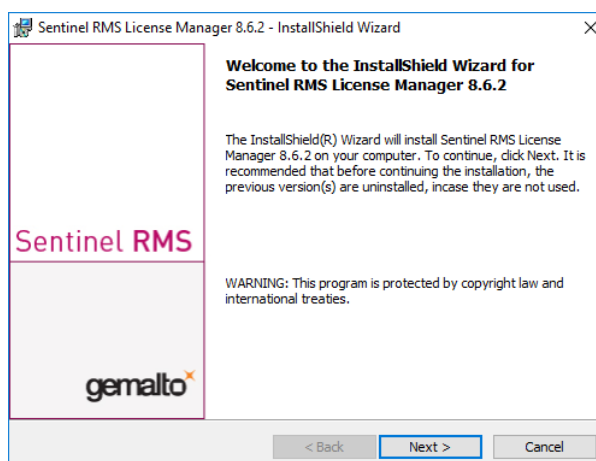 Sentinel RMS License Manager 8.6.2 - InstallShield Wizard
Welcome to the InstallShield Wizard for
Sentinel RMS License Manager 8.6.2
The InstallShield(R) Wizard will install Sentinel RMS License
Manager 8.6.2 on your computer. To continue, click Next. It is
recommended that before continuing the installation, the
previous version(s) are uninstalled, incase they are not used.
Sentinel RMS
WARNING: This program is protected by copyright law and
international treaties.
gemalto
< Back Next > Cancel